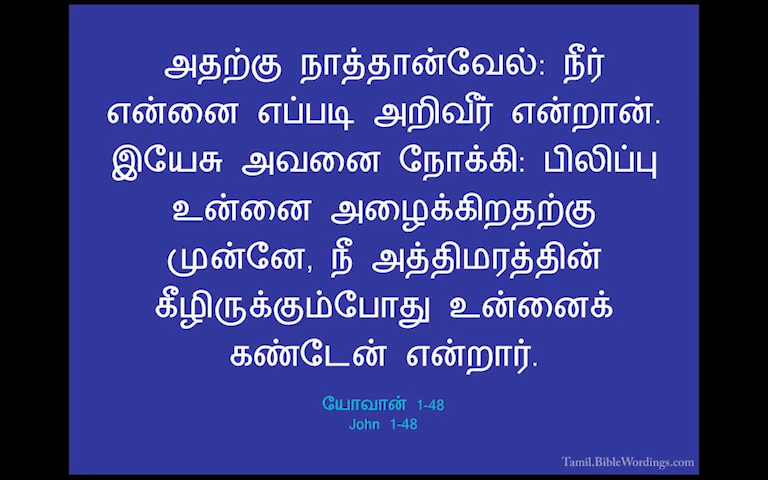 அதற்கு நாத்தான்வேல்: நீர்
என்னை எப்படி அறிவீர் என்றான்.
இயேசு அவனை நோக்கி: பிலிப்பு
உன்னை அழைக்கிறதற்கு
முன்னே, நீ அத்திமரத்தின்
கீழிருக்கும்போது உன்னைக்
கண்டேன் என்றார்.
யோவான் 1-48
John 1-48
Tamil.BibleWordings.com